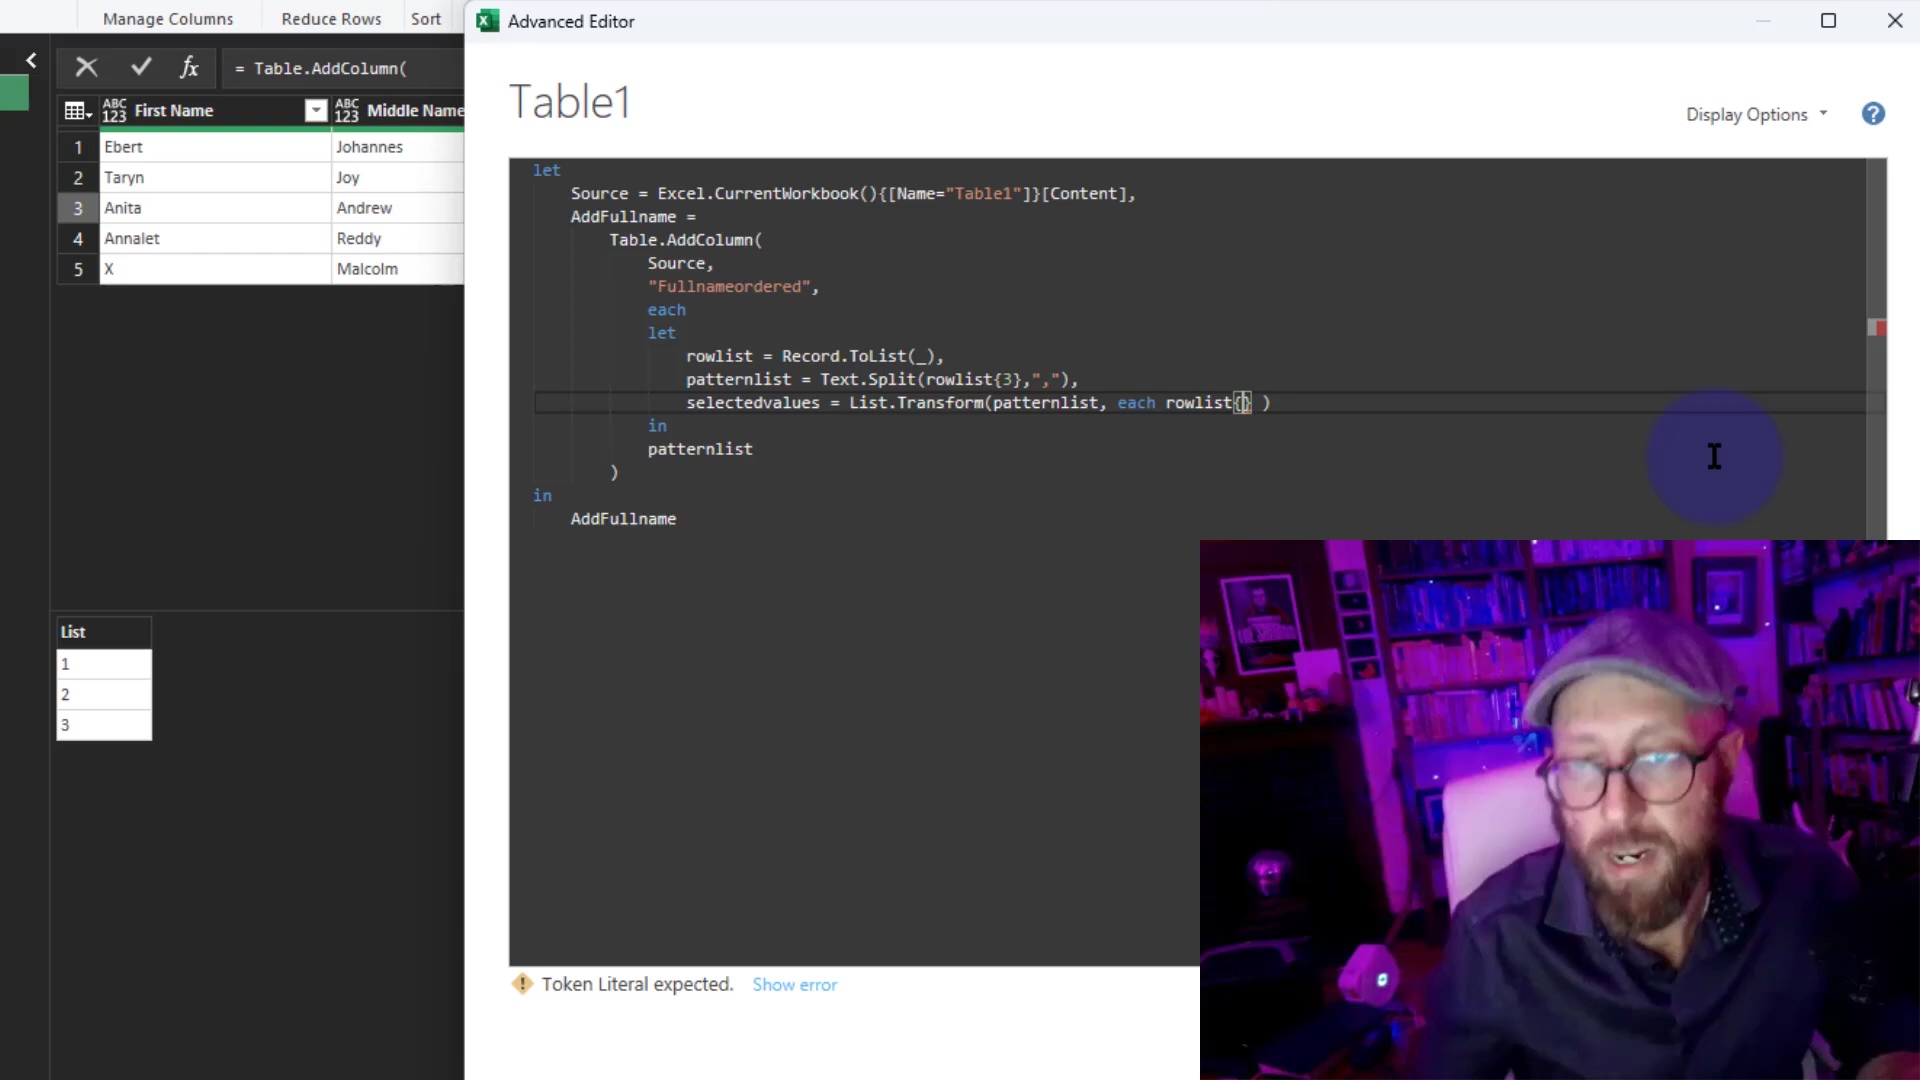 Manage Columns
Reduce Rows
Sort
Advanced Editor
fx
= Table.AddColumn(
Table1
Display Options
?
ABC 123 First Name
ABC 123 Middle Name
1 Ebert Johannes
2 Taryn Joy
3 Anita Andrew
4 Annalet Reddy
5 X Malcolm
let
Source = Excel.CurrentWorkbook(){[Name="Table1"]}[Content],
AddFullname =
Table.AddColumn(
Source,
"Fullnameordered",
each
let
rowlist = Record.ToList(_),
patternlist = Text.Split(rowlist{3},","),
selectedvalues = List.Transform(patternlist, each rowlist{} )
in
patternlist
)
in
AddFullname
List
1
2
3
Token Literal expected. Show error